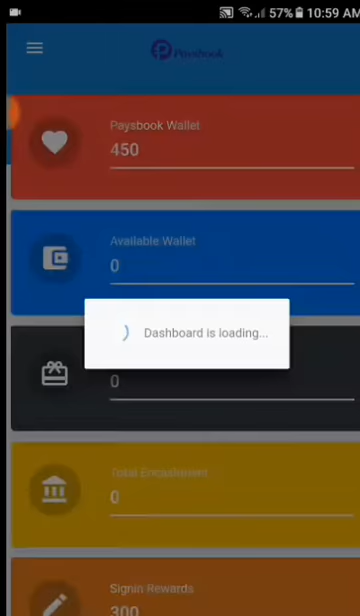 57% 10:59 AM
Paysbook
Paysbook Wallet
450
Available Wallet
0
Dashboard is loading...
0
Total Encashment
0
Signin Rewards
300